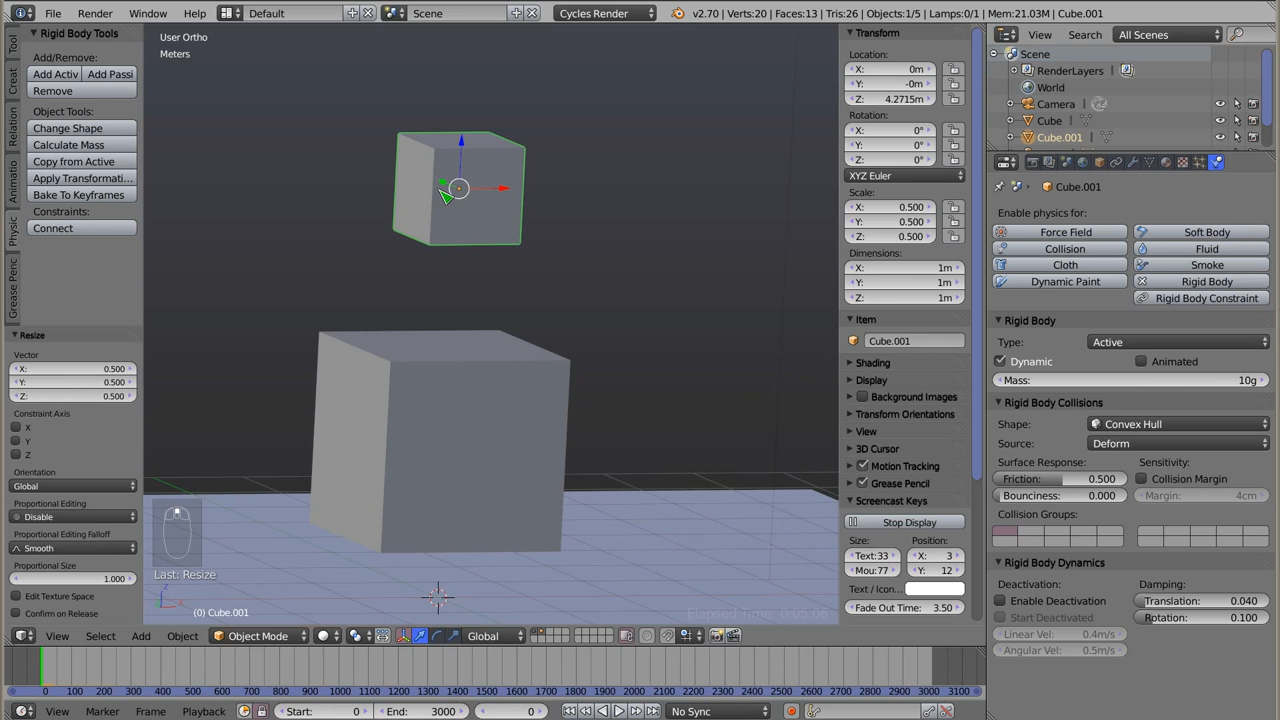 File Render Window Help Default Scene Cycles Render v2.70 | Verts:20 | Faces:13 | Tris:26 | Objects:1/5 | Lamps:0/1 | Mem:21.03M | Cube.001
Rigid Body Tools
Add/Remove:
Add Activ Add Passi
Remove
Object Tools:
Change Shape
Calculate Mass
Copy from Active
Apply Transformati...
Bake To Keyframes
Constraints:
Connect
Tool
Creat
Relation
Animatio
Physic
Grease Penc
Resize
Vector
X: 0.500
Y: 0.500
Z: 0.500
Constraint Axis
X
Y
Z
Orientation
Global
Proportional Editing
Disable
Proportional Editing Falloff
Smooth
Proportional Size
1.000
Edit Texture Space
Confirm on Release
User Ortho
Meters
Last: Resize
(0) Cube.001
Elapsed Time: 0:05:06
Transform
Location:
X: 0m
Y: -0m
Z: 4.2715m
Rotation:
X: 0°
Y: 0°
Z: 0°
XYZ Euler
Scale:
X: 0.500
Y: 0.500
Z: 0.500
Dimensions:
X: 1m
Y: 1m
Z: 1m
Item
Cube.001
Shading
Display
Background Images
Transform Orientations
View
3D Cursor
Motion Tracking
Grease Pencil
Screencast Keys
Stop Display
Size: Position:
Text:33 X: 3
Mou:77 Y: 12
Text / Icon...
Fade Out Time: 3.50
View Search All Scenes
Scene
RenderLayers
World
Camera
Cube
Cube.001
Cube.001
Enable physics for:
Force Field Soft Body
Collision Fluid
Cloth Smoke
Dynamic Paint Rigid Body
Rigid Body Constraint
Rigid Body
Type: Active
Dynamic Animated
Mass: 10g
Rigid Body Collisions
Shape: Convex Hull
Source: Deform
Surface Response: Sensitivity:
Friction: 0.500 Collision Margin
Bounciness: 0.000 Margin: 4cm
Collision Groups:
Rigid Body Dynamics
Deactivation: Damping:
Enable Deactivation Translation: 0.040
Start Deactivated Rotation: 0.100
Linear Vel: 0.4m/s
Angular Vel: 0.5m/s
View Select Add Object Object Mode Global
0 100 200 300 400 500 600 700 800 900 1000 1100 1200 1300 1400 1500 1600 1700 1800 1900 2000 2100 2200 2300 2400 2500 2600 2700 2800 2900 3000 3100
View Marker Frame Playback Start: 0 End: 3000 0 No Sync